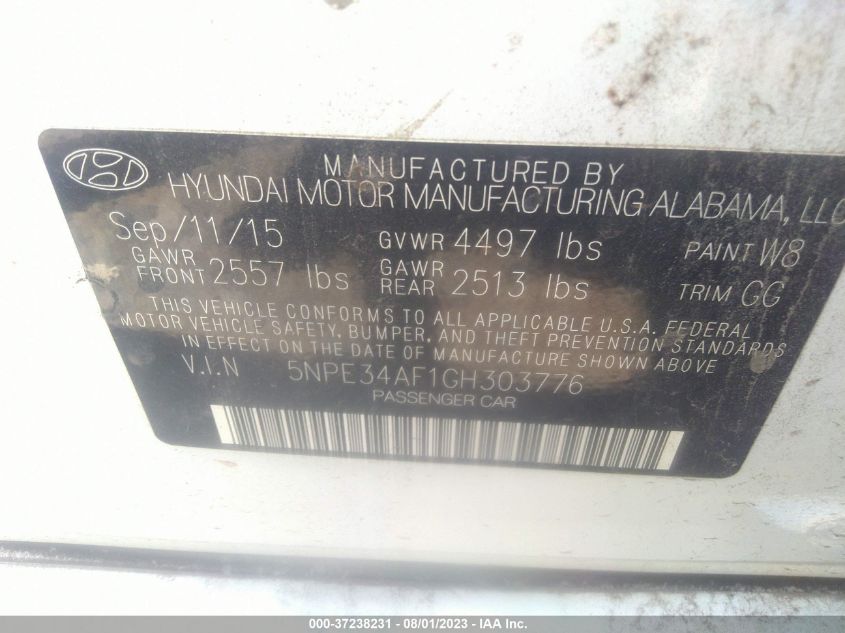 MANUFACTURED BY
HYUNDAI MOTOR MANUFACTURING ALABAMA, LLC
Sep/11/15 GVWR 4497 lbs PAINT W8
GAWR FRONT 2557 lbs GAWR REAR 2513 lbs TRIM GG
THIS VEHICLE CONFORMS TO ALL APPLICABLE U.S.A. FEDERAL
MOTOR VEHICLE SAFETY, BUMPER, AND THEFT PREVENTION STANDARDS
IN EFFECT ON THE DATE OF MANUFACTURE SHOWN ABOVE
V.I.N 5NPE34AF1GH303776
PASSENGER CAR
000-37238231 - 08/01/2023 - IAA Inc.